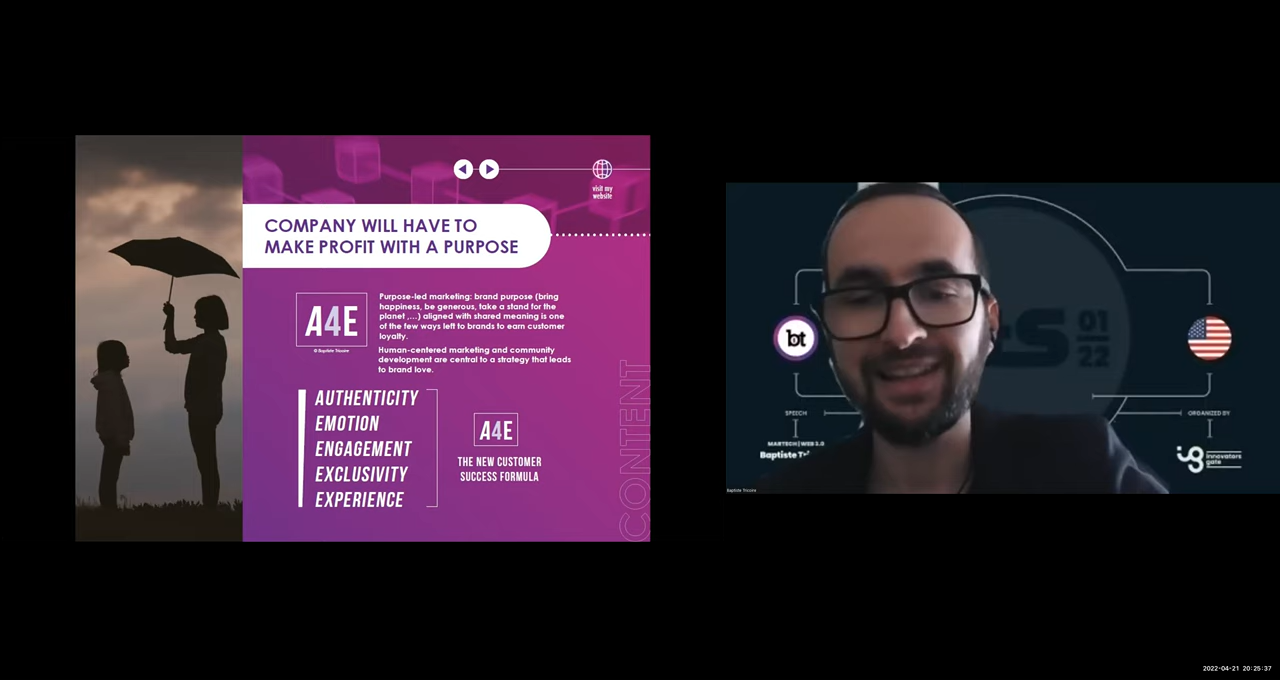 visit my
website
COMPANY WILL HAVE TO
MAKE PROFIT WITH A PURPOSE
A4E
© Baptiste Tricoire
Purpose-led marketing: brand purpose (bring
happiness, be generous, take a stand for the
planet ,...) aligned with shared meaning is one
of the few ways left to brands to earn customer
loyalty.
Human-centered marketing and community
development are central to a strategy that leads
to brand love.
AUTHENTICITY
EMOTION
ENGAGEMENT
EXCLUSIVITY
EXPERIENCE
A4E
THE NEW CUSTOMER
SUCCESS FORMULA
CONTENT
bt
01
22
SPEECH
MARTECH | WEB 3.0
Baptiste
ORGANIZED BY
ig innovators
gate
Baptiste Tricoire
2022-04-21 20:25:37